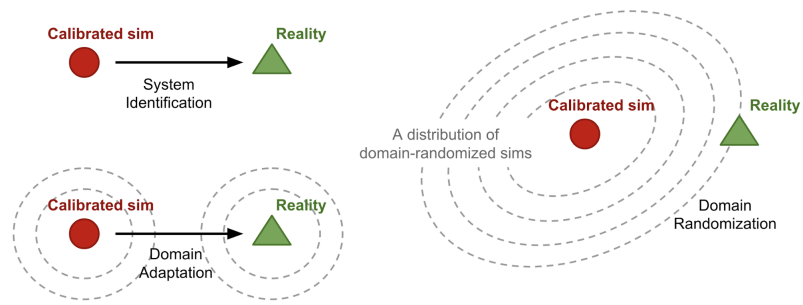 Calibrated sim
Reality
System
Identification
Calibrated sim
Reality
Domain
Adaptation
Calibrated sim
Reality
A distribution of
domain-randomized sims
Domain
Randomization